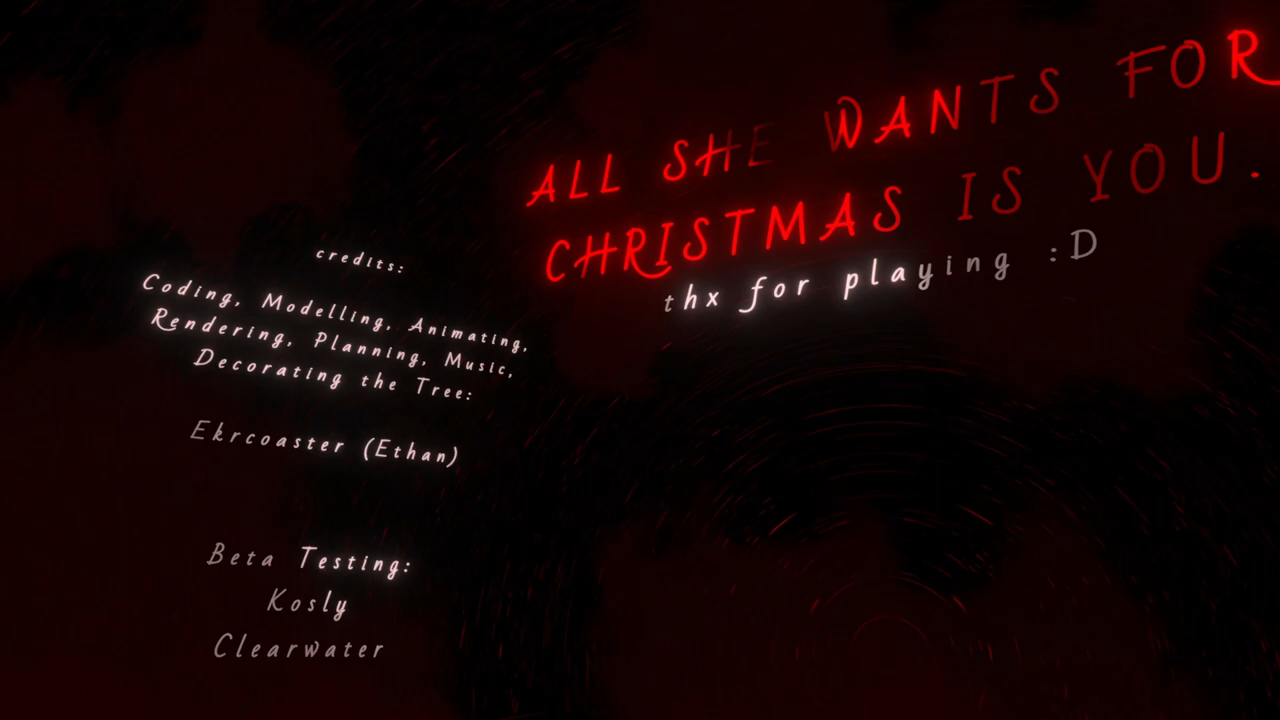 ALL SHE WANTS FOR
CHRISTMAS IS YOU.
thx for playing :D
credits:
Coding, Modelling, Animating,
Rendering, Planning, Music,
Decorating the Tree:
Ekrcoaster (Ethan)
Beta Testing:
Kosly
Clearwater